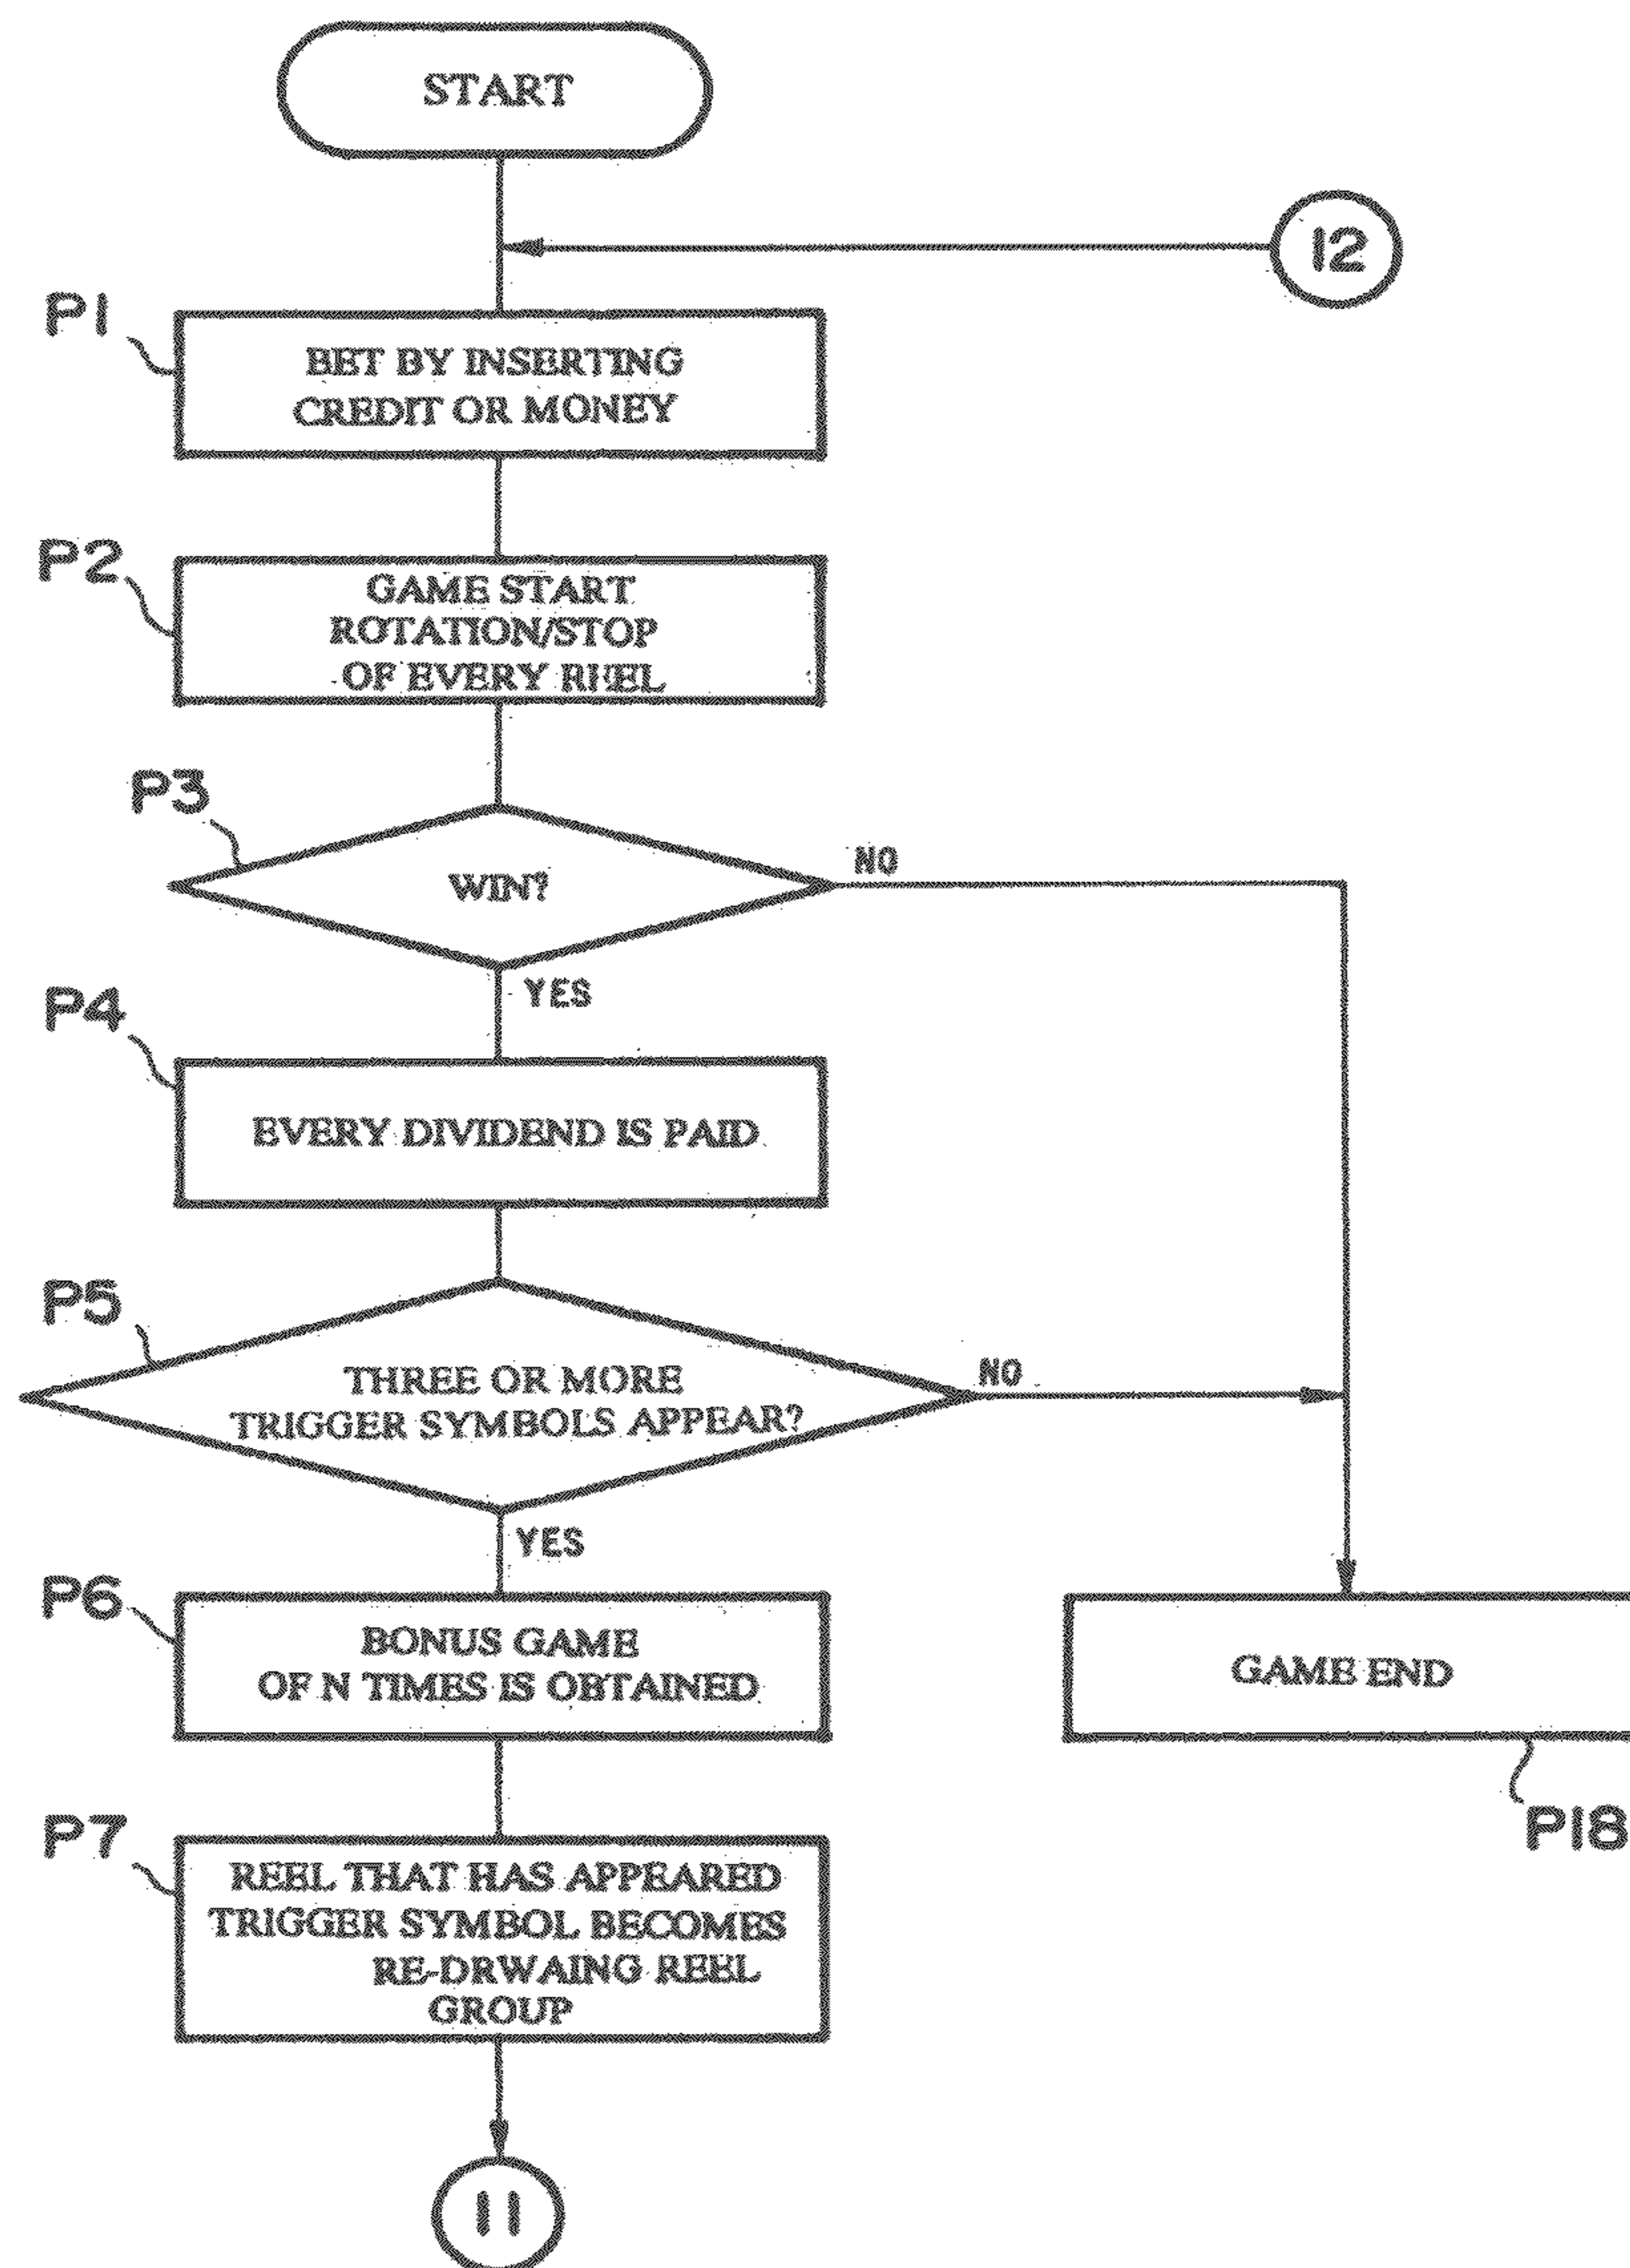 START
12
P1
BET BY INSERTING
CREDIT OR MONEY
P2
GAME START
ROTATION/STOP
OF EVERY REEL
P3
WIN?
NO
YES
P4
EVERY DIVIDEND IS PAID
P5
THREE OR MORE
TRIGGER SYMBOLS APPEAR?
NO
YES
P6
BONUS GAME
OF N TIMES IS OBTAINED
GAME END
P18
P7
REEL THAT HAS APPEARED
TRIGGER SYMBOL BECOMES
RE-DRWAING REEL
GROUP
11